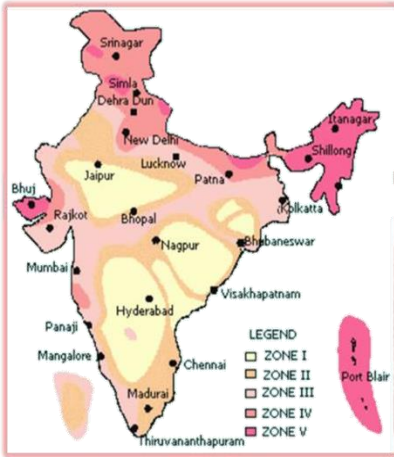 Srinagar
Simla
Dehra Dun
Itanagar
New Delhi
Shillong
Lucknow
Jaipur
Patna
Bhuj
Kolkatta
Rajkot
Bhopal
Nagpur
Bhubaneswar
Mumbai
Visakhapatnam
Hyderabad
Panaji
LEGEND
Mangalore
ZONE I
Chennai
ZONE II
Port Blair
Madurai
ZONE III
ZONE IV
Thiruvananthapuram
ZONE V